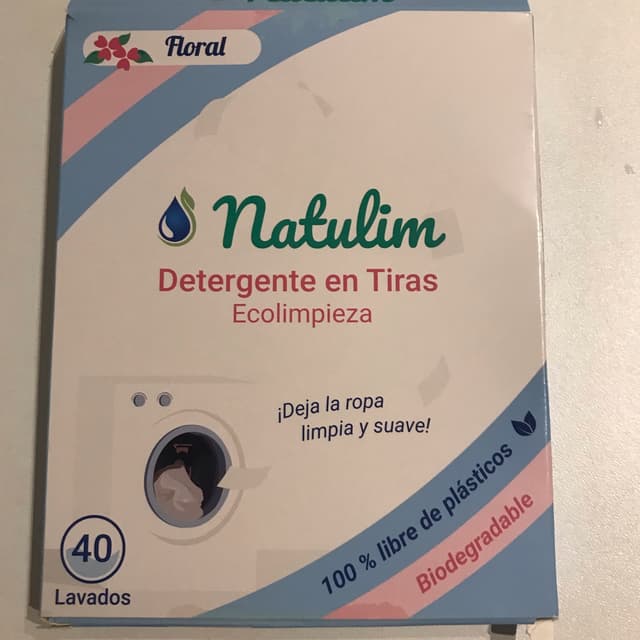 Floral
Natulim
Detergente en Tiras
Ecolimpieza
¡Deja la ropa
limpia y suave!
100 % libre de plásticos
Biodegradable
40
Lavados